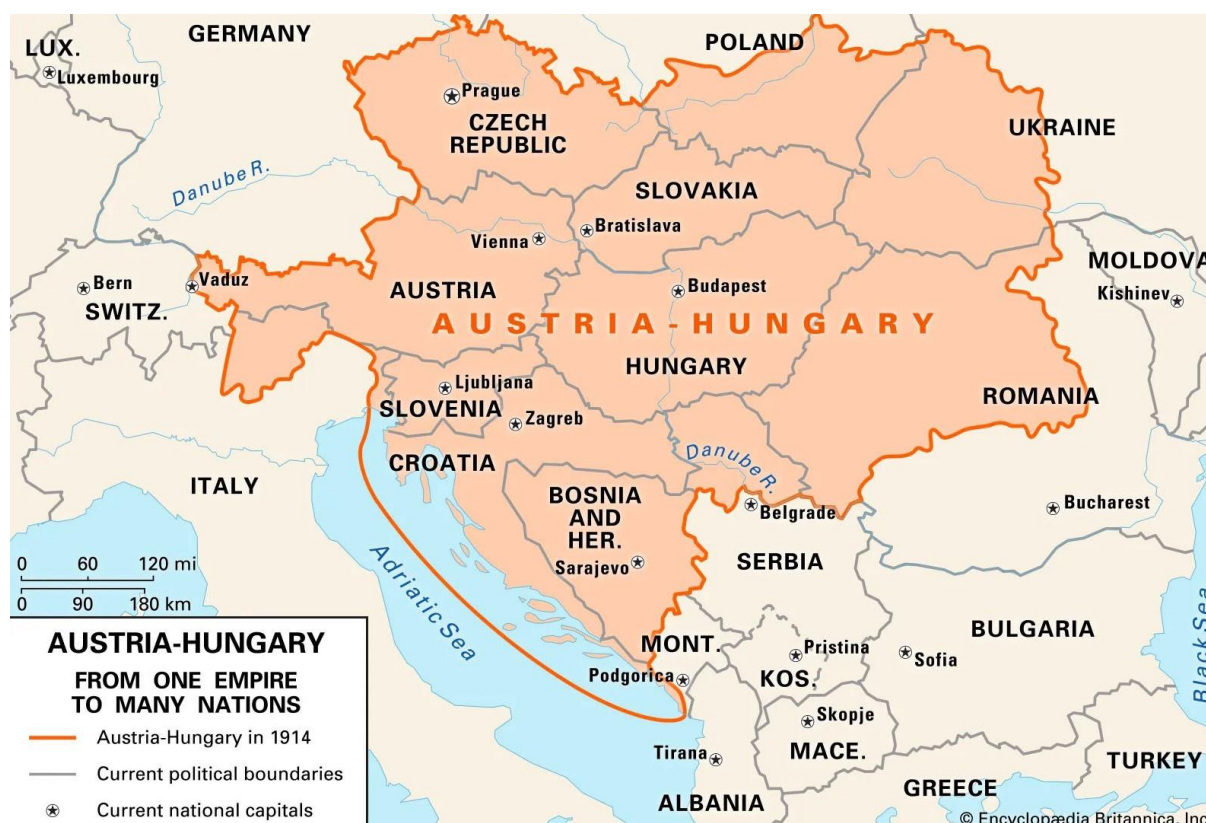 LUX.
Luxembourg
GERMANY
POLAND
Prague
CZECH
REPUBLIC
UKRAINE
Danube R.
SLOVAKIA
Bratislava
Vienna
Bern
SWITZ.
Vaduz
AUSTRIA
Budapest
MOLDOVA
Kishinev
AUSTRIA-HUNGARY
HUNGARY
Ljubljana
SLOVENIA
Zagreb
ROMANIA
CROATIA
Danube R.
ITALY
BOSNIA
AND
HER.
Sarajevo
Belgrade
Bucharest
SERBIA
0 60 120 mi
0 90 180 km
Adriatic Sea
MONT.
Podgorica
Pristina
KOS.
Sofia
BULGARIA
Black Sea
Skopje
MACE.
Tirana
ALBANIA
TURKEY
GREECE
AUSTRIA-HUNGARY
FROM ONE EMPIRE
TO MANY NATIONS
Austria-Hungary in 1914
Current political boundaries
Current national capitals
© Encyclopædia Britannica, Inc